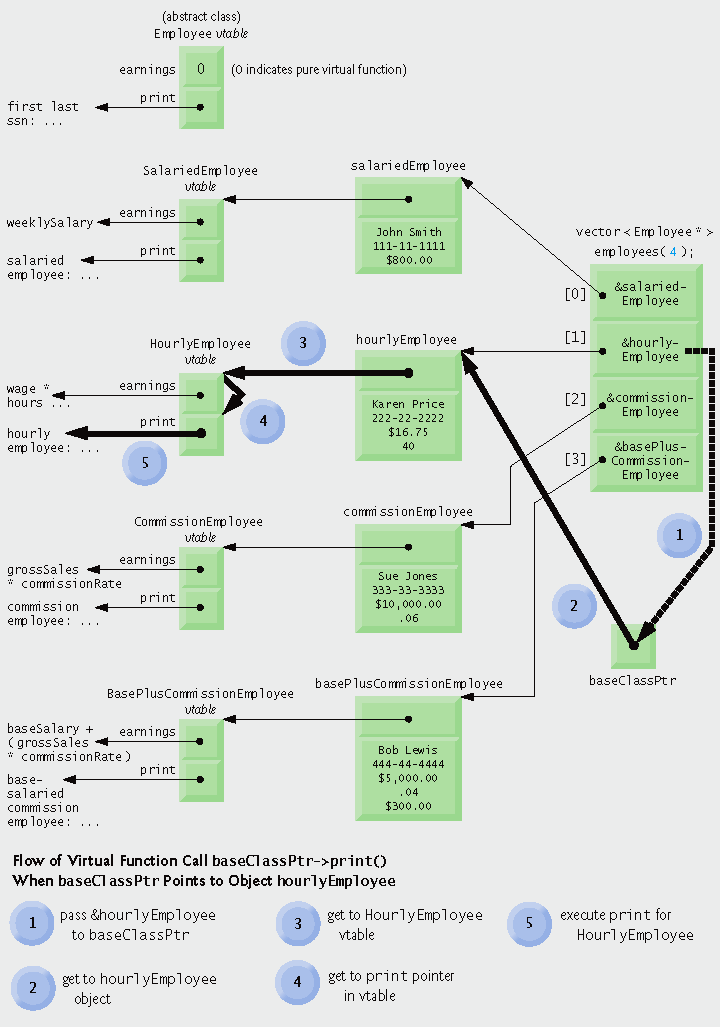 (abstract class)
Employee vtable
earnings
0
(0 indicates pure virtual function)
print
first last
ssn: ...
SalariedEmployee
vtable
earnings
weeklySalary
print
salaried
employee: ...
salariedEmployee
John Smith
111-11-1111
$800.00
vector < Employee * >
employees( 4 );
[0]
&salaried-
Employee
[1]
&hourly-
Employee
[2]
&commission-
Employee
[3]
&basePlus-
Commission-
Employee
HourlyEmployee
vtable
earnings
wage *
hours ...
print
hourly
employee: ...
3
4
5
hourlyEmployee
Karen Price
222-22-2222
$16.75
40
CommissionEmployee
vtable
earnings
grossSales
* commissionRate
print
commission
employee: ...
commissionEmployee
Sue Jones
333-33-3333
$10,000.00
.06
1
2
baseClassPtr
BasePlusCommissionEmployee
vtable
earnings
baseSalary +
( grossSales
* commissionRate )
print
base-
salaried
commission
employee: ...
basePlusCommissionEmployee
Bob Lewis
444-44-4444
$5,000.00
.04
$300.00
Flow of Virtual Function Call baseClassPtr->print()
When baseClassPtr Points to Object hourlyEmployee
1 pass &hourlyEmployee
to baseClassPtr
2 get to hourlyEmployee
object
3 get to HourlyEmployee
vtable
4 get to print pointer
in vtable
5 execute print for
HourlyEmployee